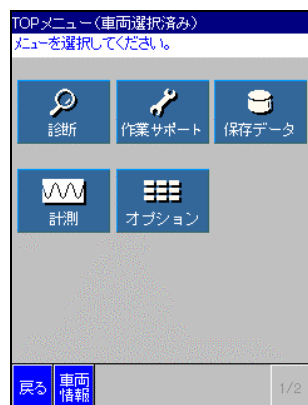 TOPメニュー(車両選択済み)
メニューを選択してください。
診断
作業サポート
保存データ
計測
オプション
戻る
車両
情報
1/2